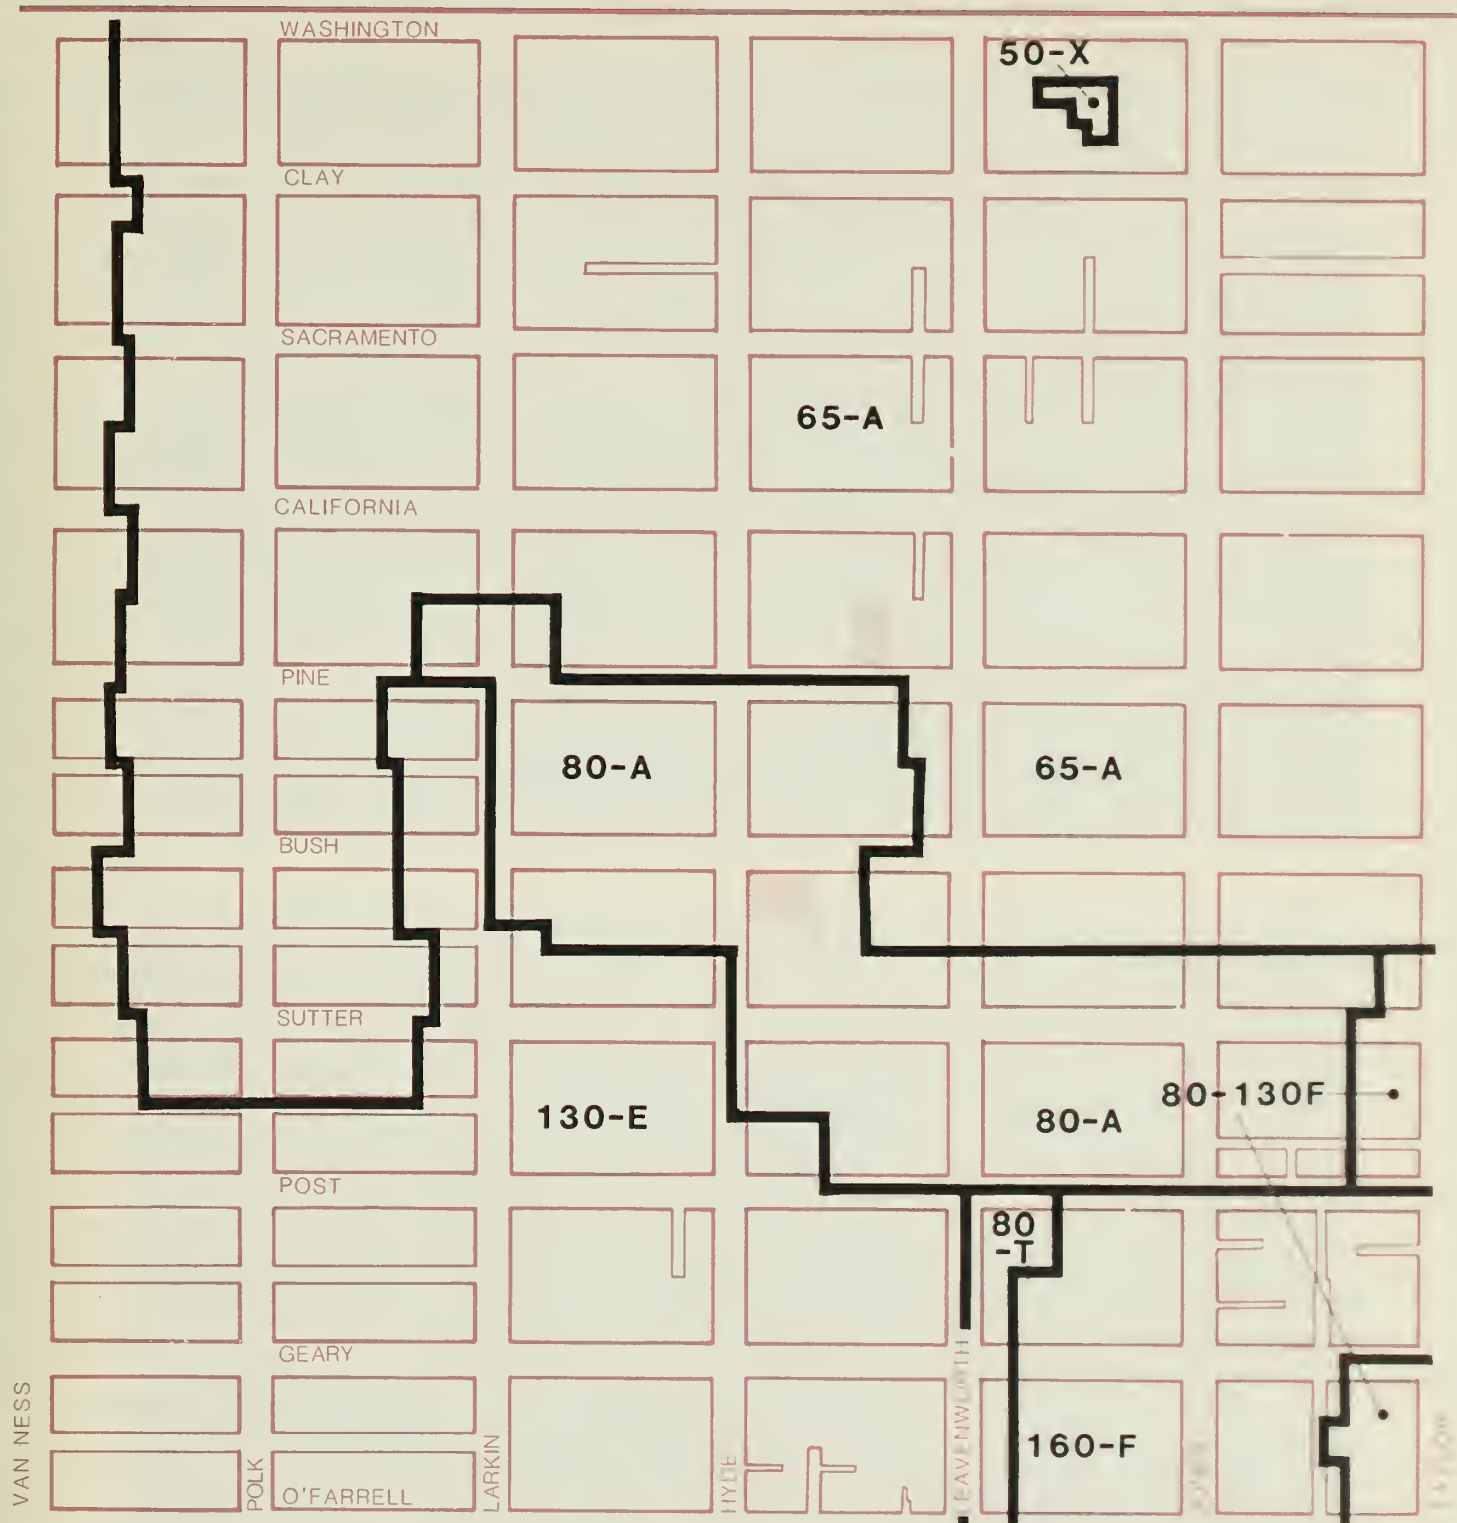 WASHINGTON
50-X
CLAY
SACRAMENTO
65-A
CALIFORNIA
PINE
80-A
65-A
BUSH
SUTTER
80-130F
130-E
80-A
POST
80
-T
GEARY
VAN NESS
POLK
O'FARRELL
LARKIN
HYDE
LEAVENWORTH
160-F
TAYLOR